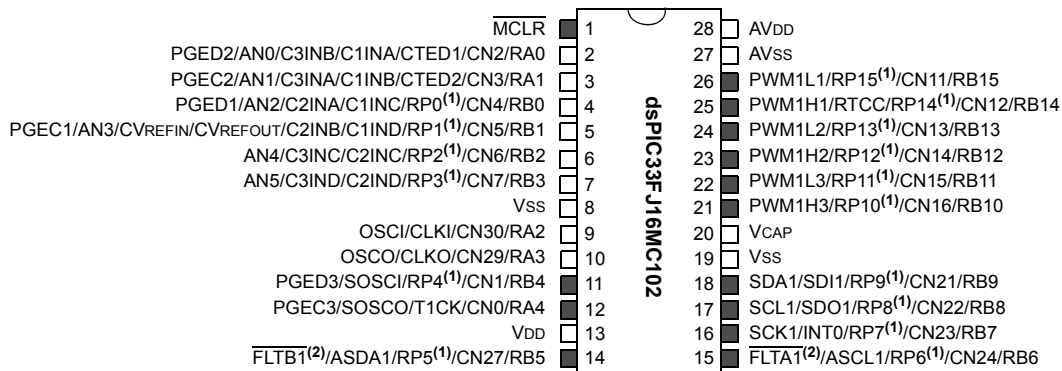 MCLR 1 28 AVDD
PGED2/AN0/C3INB/C1INA/CTED1/CN2/RA0 2 27 AVSS
PGEC2/AN1/C3INA/C1INB/CTED2/CN3/RA1 3 26 PWM1L1/RP15(1)/CN11/RB15
PGED1/AN2/C2INA/C1INC/RP0(1)/CN4/RB0 4 25 PWM1H1/RTCC/RP14(1)/CN12/RB14
PGEC1/AN3/CVREFIN/CVREFOUT/C2INB/C1IND/RP1(1)/CN5/RB1 5 24 PWM1L2/RP13(1)/CN13/RB13
AN4/C3INC/C2INC/RP2(1)/CN6/RB2 6 23 PWM1H2/RP12(1)/CN14/RB12
AN5/C3IND/C2IND/RP3(1)/CN7/RB3 7 22 PWM1L3/RP11(1)/CN15/RB11
VSS 8 21 PWM1H3/RP10(1)/CN16/RB10
OSCI/CLKI/CN30/RA2 9 20 VCAP
OSCO/CLKO/CN29/RA3 10 19 VSS
PGED3/SOSCI/RP4(1)/CN1/RB4 11 18 SDA1/SDI1/RP9(1)/CN21/RB9
PGEC3/SOSCO/T1CK/CN0/RA4 12 17 SCL1/SDO1/RP8(1)/CN22/RB8
VDD 13 16 SCK1/INT0/RP7(1)/CN23/RB7
FLTB1(2)/ASDA1/RP5(1)/CN27/RB5 14 15 FLTA1(2)/ASCL1/RP6(1)/CN24/RB6
dsPIC33FJ16MC102